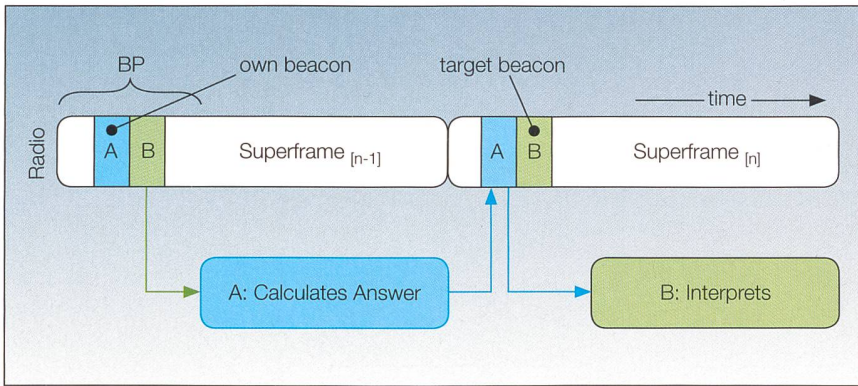 BP
own beacon
target beacon
time
Radio
A
B
Superframe [n-1]
A
B
Superframe [n]
A: Calculates Answer
B: Interprets